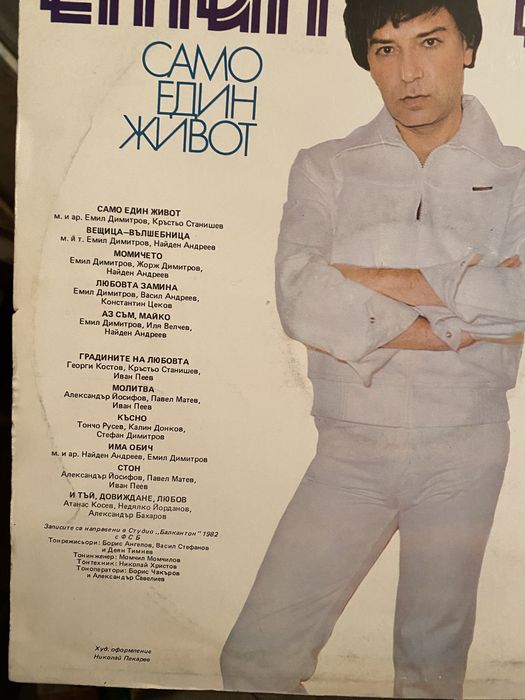 САМО
ЕДИН
ЖИВОТ
САМО ЕДИН ЖИВОТ
м. и ар. Емил Димитров, Кръстьо Станишев
ВЕЩИЦА—ВЪЛШЕБНИЦА
м. й т. Емил Димитров, Найден Андреев
МОМИЧЕТО
Емил Димитров, Жорж Димитров,
Найден Андреев
ЛЮБОВТА ЗАМИНА
Емил Димитров, Васил Андреев,
Константин Цеков
АЗ СЪМ, МАЙКО
Емил Димитров, Иля Велчев,
Найден Андреев
ГРАДИНИТЕ НА ЛЮБОВТА
Георги Костов, Кръстьо Станишев,
Иван Пеев
МОЛИТВА
Александър Йосифов, Павел Матев,
Иван Пеев
КЪСНО
Тончо Русев, Калин Донков,
Стефан Димитров
ИМА ОБИЧ
м. и ар. Найден Андреев, Емил Димитров
СТОН
Александър Йосифов, Павел Матев,
Иван Пеев
И ТЪЙ, ДОВИЖДАНЕ, ЛЮБОВ
Атанас Косев, Недялко Йорданов,
Александър Бахаров
Записите са направени в Студио „Балкантон" 1982
с Ф С Б
Тонрежисьори: Борис Ангелов, Васил Стефанов
и Деян Тимнев
Тонинженер: Момчил Момчилов
Тонтехник: Николай Христов
Тоноператори: Борис Чакъров
и Александър Савелиев
Худ. оформление
Николай Пекарев